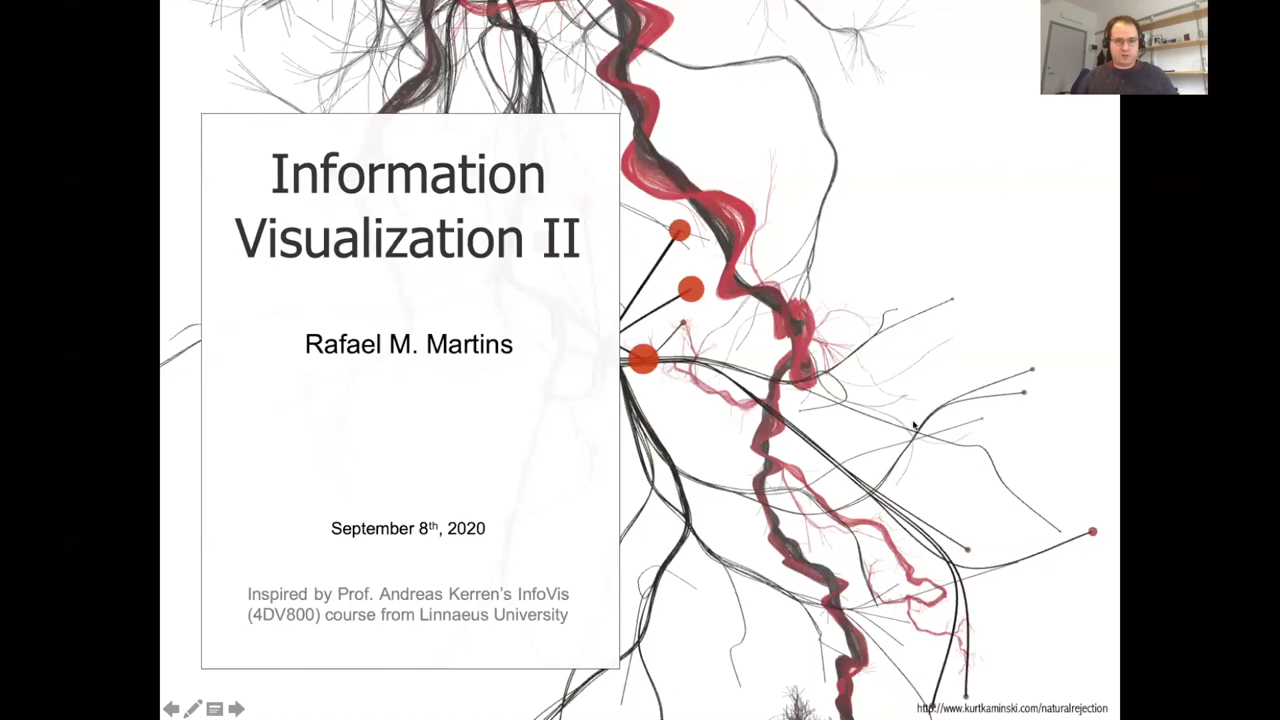 Information
Visualization II
Rafael M. Martins
September 8th, 2020
Inspired by Prof. Andreas Kerren's InfoVis
(4DV800) course from Linnaeus University
http://www.kurtkaminski.com/naturalrejection